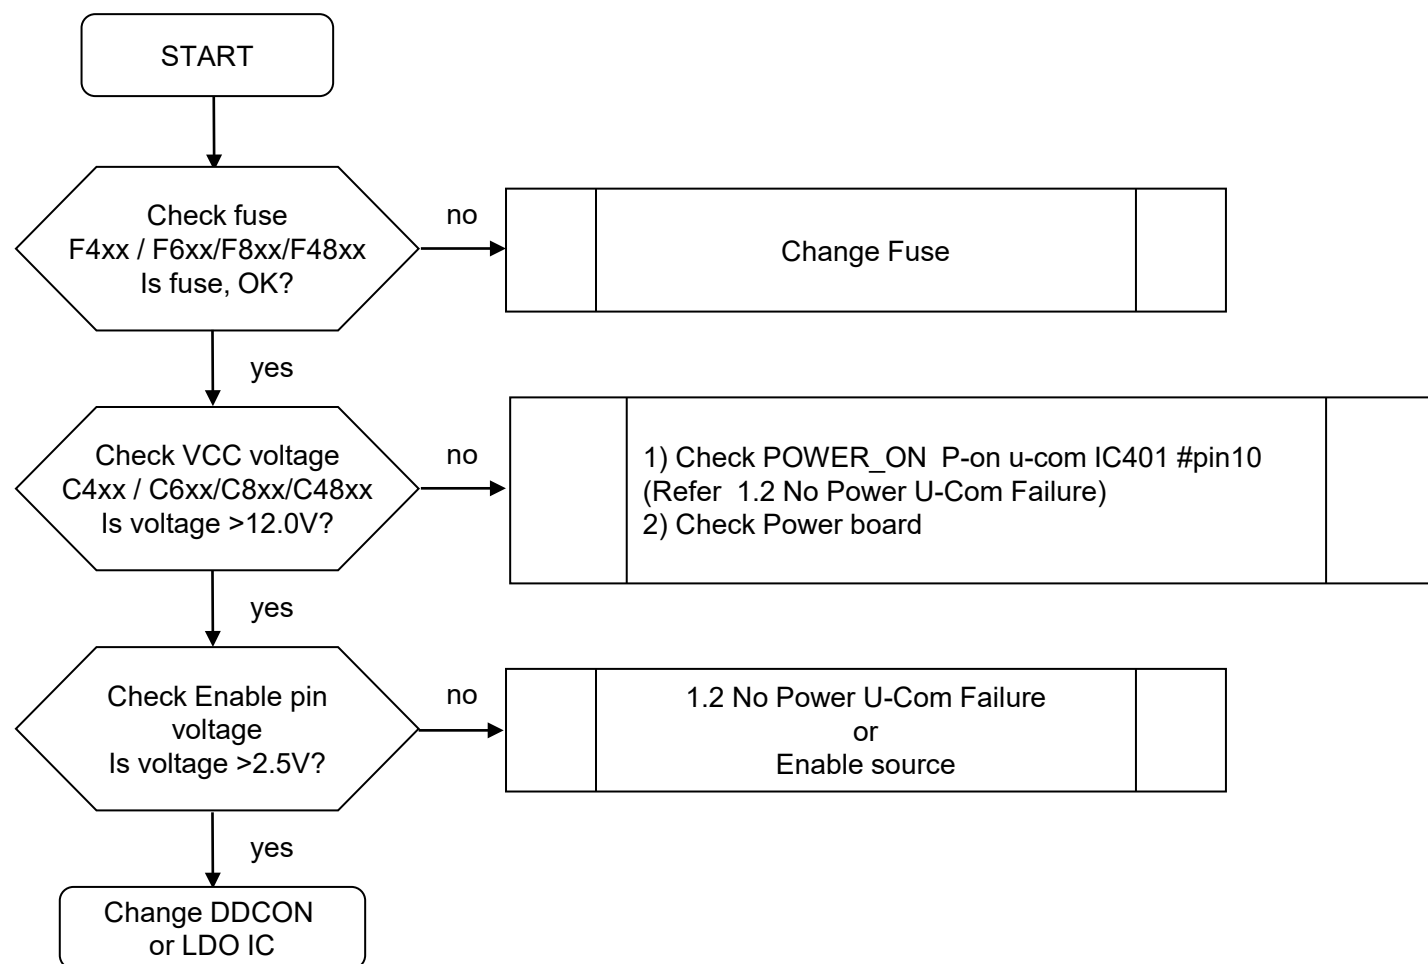 START
Check fuse
F4xx / F6xx/F8xx/F48xx
Is fuse, OK?
no
Change Fuse
yes
Check VCC voltage
C4xx / C6xx/C8xx/C48xx
Is voltage >12.0V?
no
1) Check POWER_ON  P-on u-com IC401 #pin10
(Refer  1.2 No Power U-Com Failure)
2) Check Power board
yes
Check Enable pin
voltage
Is voltage >2.5V?
no
1.2 No Power U-Com Failure
or
Enable source
yes
Change DDCON
or LDO IC